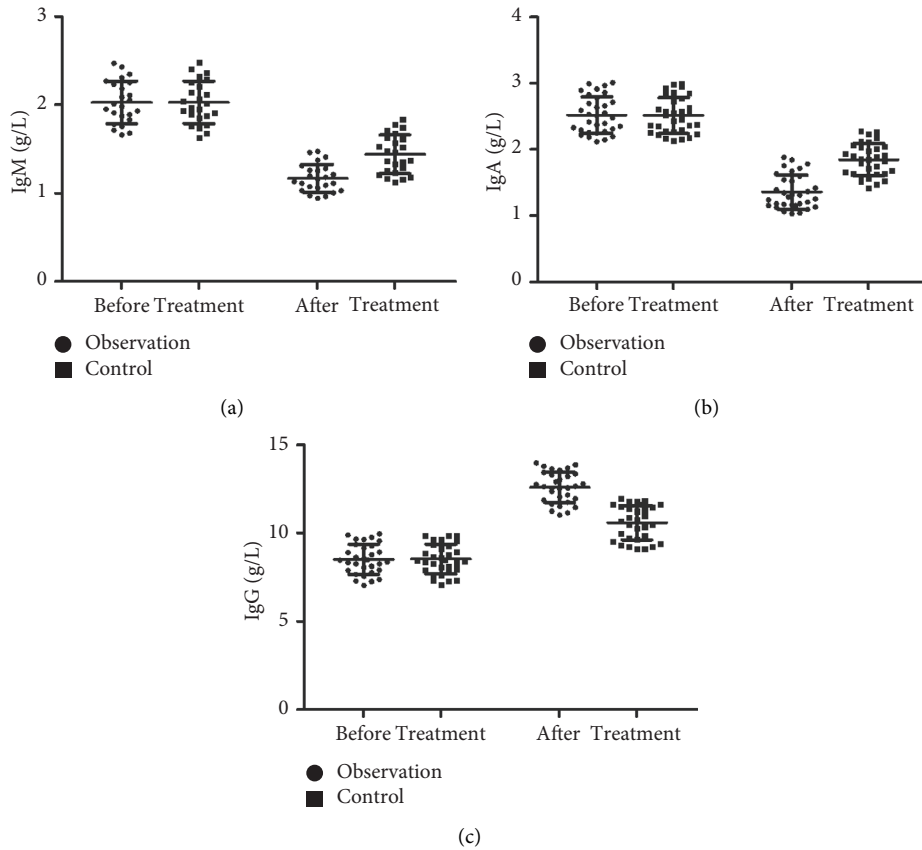 3
2
1
0
IgM (g/L)
Before Treatment
After Treatment
Observation
Control
(a)
4
3
2
1
0
IgA (g/L)
Before Treatment
After Treatment
Observation
Control
(b)
15
10
5
0
IgG (g/L)
Before Treatment
After Treatment
Observation
Control
(c)